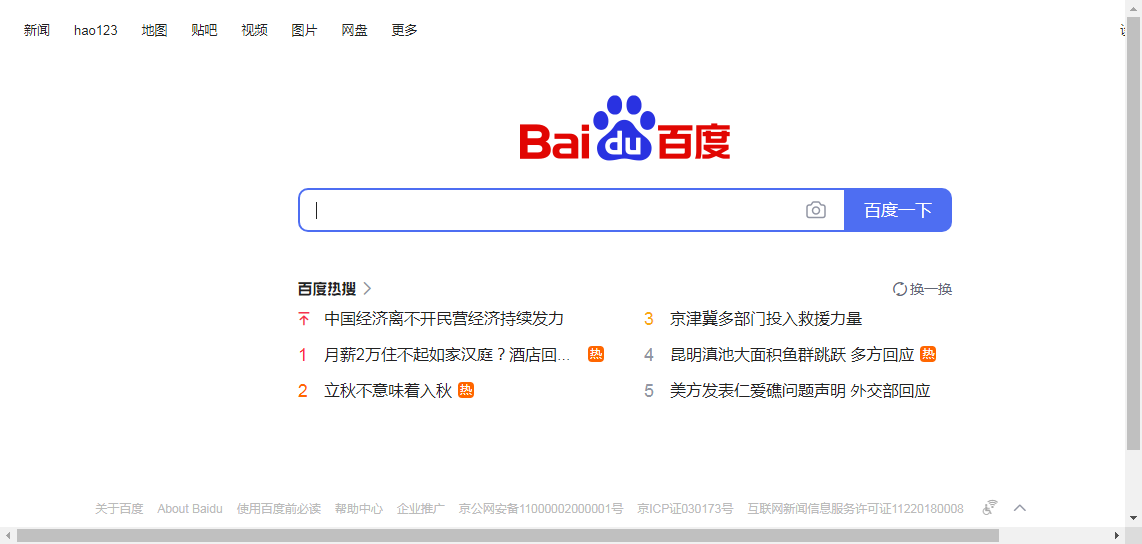 新闻 hao123 地图 贴吧 视频 图片 网盘 更多
Bai du 百度
百度一下
百度热搜 换一换
中国经济离不开民营经济持续发力
1 月薪2万住不起如家汉庭？酒店回... 热
2 立秋不意味着入秋 热
3 京津冀多部门投入救援力量
4 昆明滇池大面积鱼群跳跃 多方回应 热
5 美方发表仁爱礁问题声明 外交部回应
关于百度 About Baidu 使用百度前必读 帮助中心 企业推广 京公网安备11000002000001号 京ICP证030173号 互联网新闻信息服务许可证11220180008